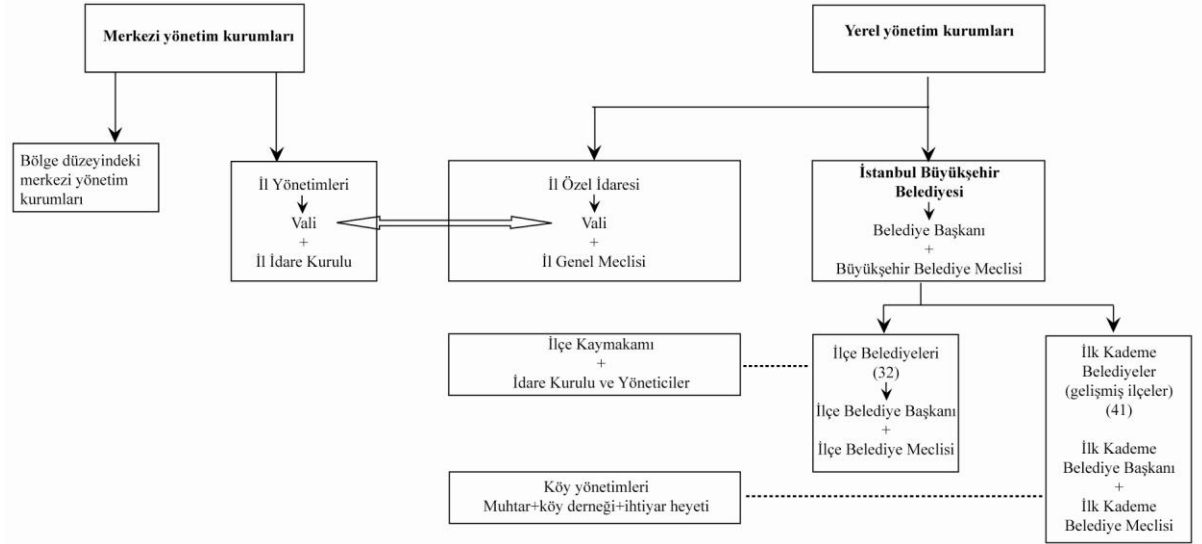 Merkezi yönetim kurumları
Yerel yönetim kurumları
Bölge düzeyindeki
merkezi yönetim
kurumları
İl Yönetimleri
Vali
+
İl İdare Kurulu
İl Özel İdaresi
Vali
+
İl Genel Meclisi
İstanbul Büyükşehir
Belediyesi
Belediye Başkanı
+
Büyükşehir Belediye Meclisi
İlçe Kaymakamı
+
İdare Kurulu ve Yöneticiler
İlçe Belediyeleri
(32)
İlçe Belediye Başkanı
+
İlçe Belediye Meclisi
İlk Kademe
Belediyeler
(gelişmiş ilçeler)
(41)
İlk Kademe
Belediye Başkanı
+
İlk Kademe
Belediye Meclisi
Köy yönetimleri
Muhtar+köy derneği+ihtiyar heyeti